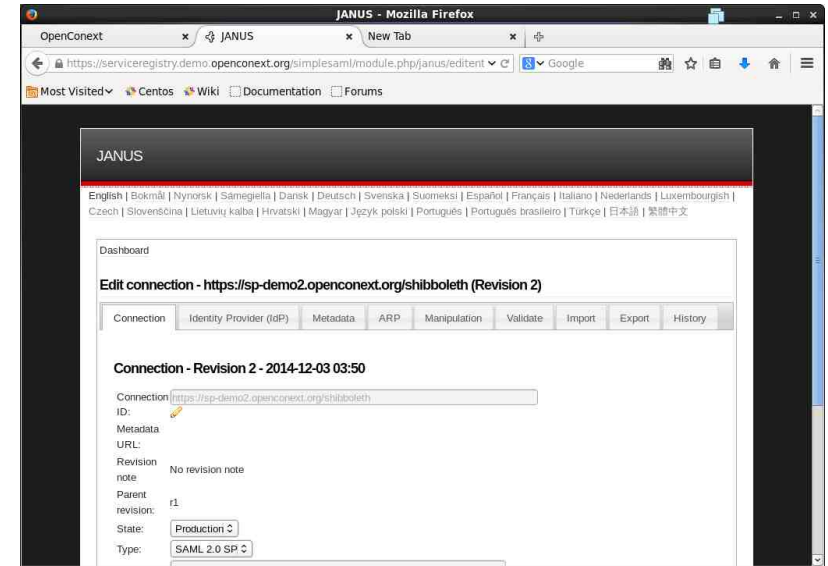 JANUS - Mozilla Firefox
OpenConext JANUS New Tab
https://serviceregistry.demo.openconext.org/simplesaml/module.php/janus/editent Google
Most Visited Centos Wiki Documentation Forums
JANUS
English | Bokmål | Nynorsk | Sámegiella | Dansk | Deutsch | Svenska | Suomeksi | Español | Français | Italiano | Nederlands | Luxembourgish |
Czech | Slovenščina | Lietuvių kalba | Hrvatski | Magyar | Język polski | Português | Português brasileiro | Türkçe | 日本語 | 繁體中文
Dashboard
Edit connection - https://sp-demo2.openconext.org/shibboleth (Revision 2)
Connection Identity Provider (IdP) Metadata ARP Manipulation Validate Import Export History
Connection - Revision 2 - 2014-12-03 03:50
Connection ID: https://sp-demo2.openconext.org/shibboleth
Metadata URL:
Revision note No revision note
Parent revision: r1
State: Production
Type: SAML 2.0 SP